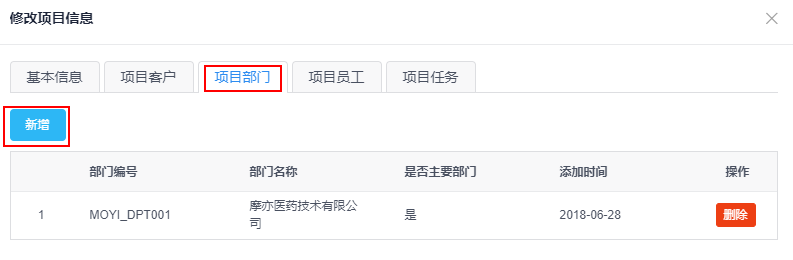 修改项目信息
基本信息 项目客户 项目部门 项目员工 项目任务
新增
部门编号 部门名称 是否主要部门 添加时间 操作
1 MOYI_DPT001 摩亦医药技术有限公 是 2018-06-28 删除
司